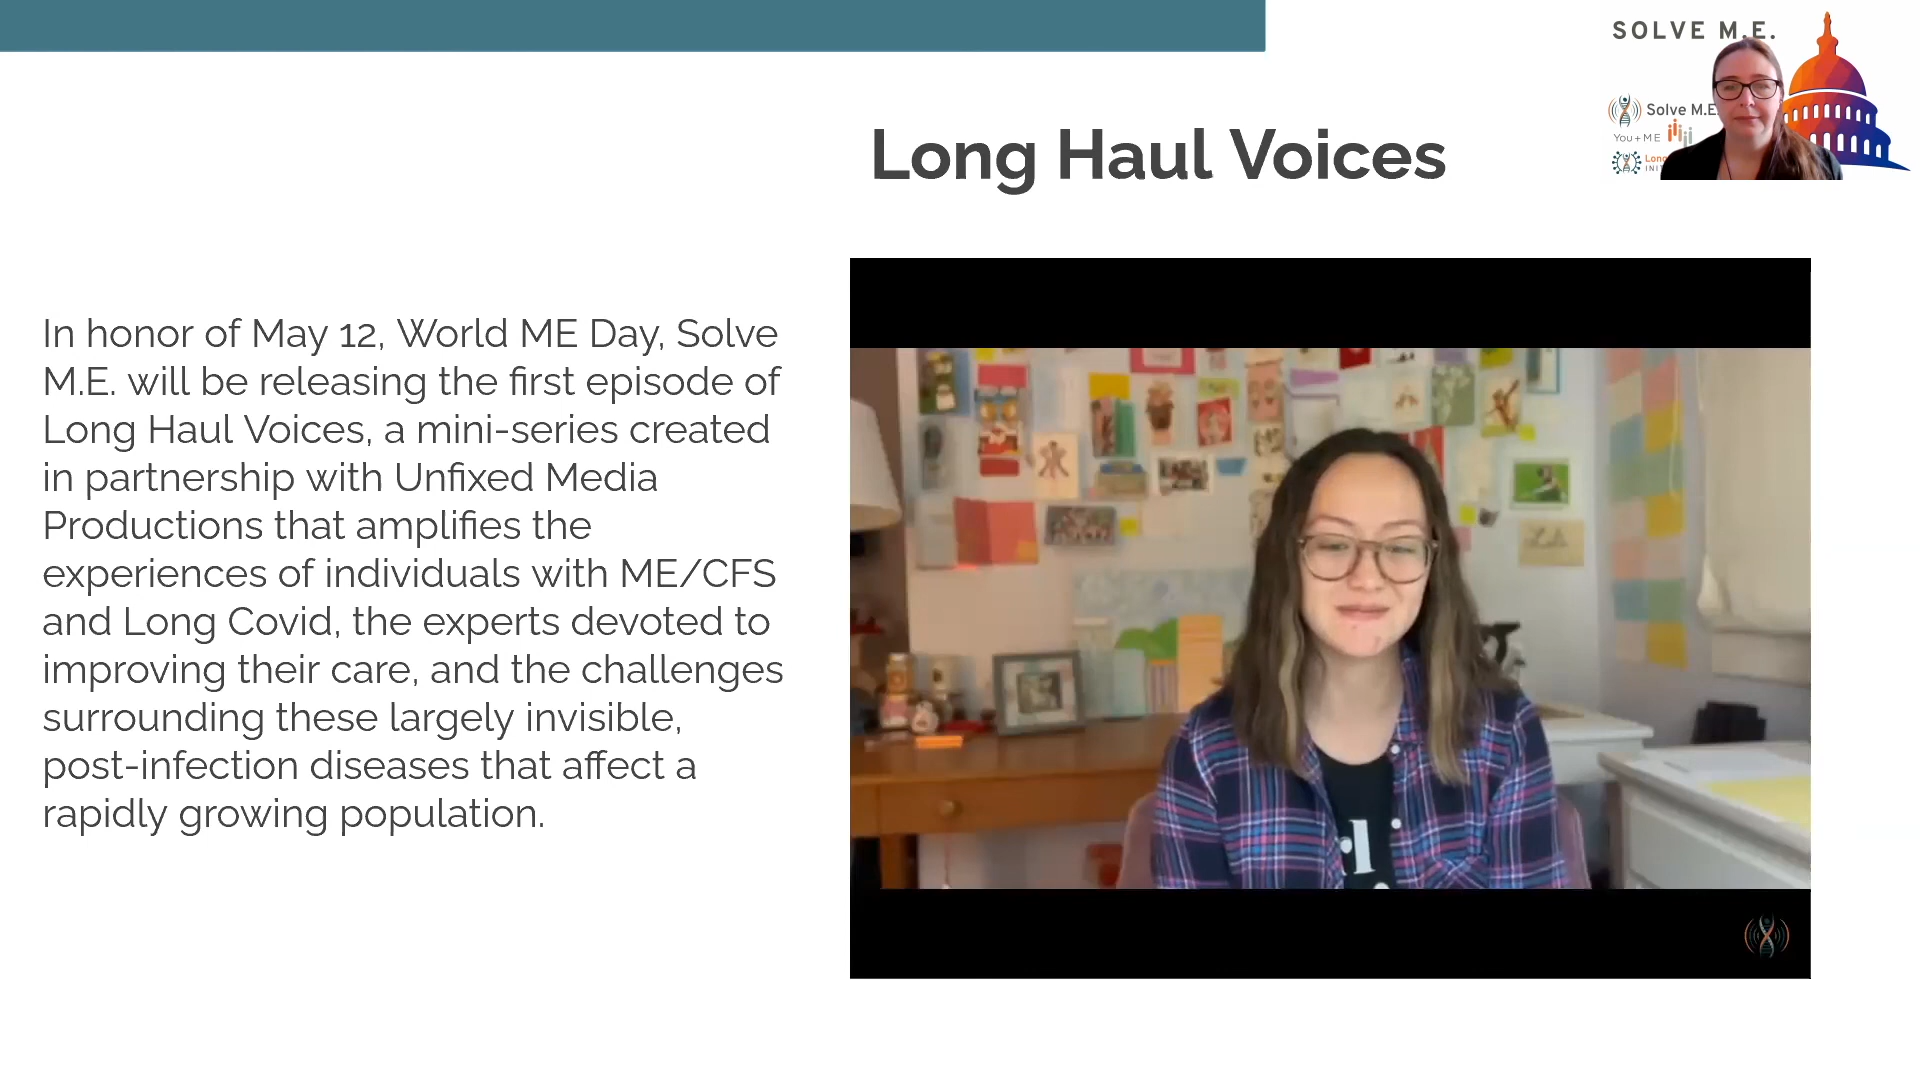 SOLVE M.E.
Solve M.E.
You+ME
Long Haul Voices
In honor of May 12, World ME Day, Solve
M.E. will be releasing the first episode of
Long Haul Voices, a mini-series created
in partnership with Unfixed Media
Productions that amplifies the
experiences of individuals with ME/CFS
and Long Covid, the experts devoted to
improving their care, and the challenges
surrounding these largely invisible,
post-infection diseases that affect a
rapidly growing population.